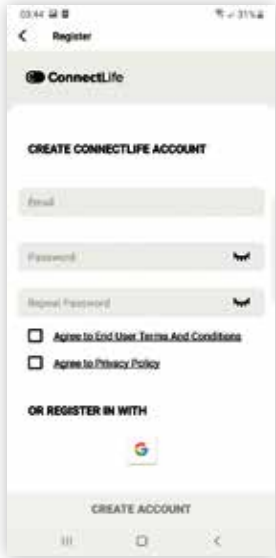 03:44
31%
Register
ConnectLife
CREATE CONNECTLIFE ACCOUNT
Email
Password
Repeat Password
Agree to End User Terms And Conditions
Agree to Privacy Policy
OR REGISTER IN WITH
G
CREATE ACCOUNT